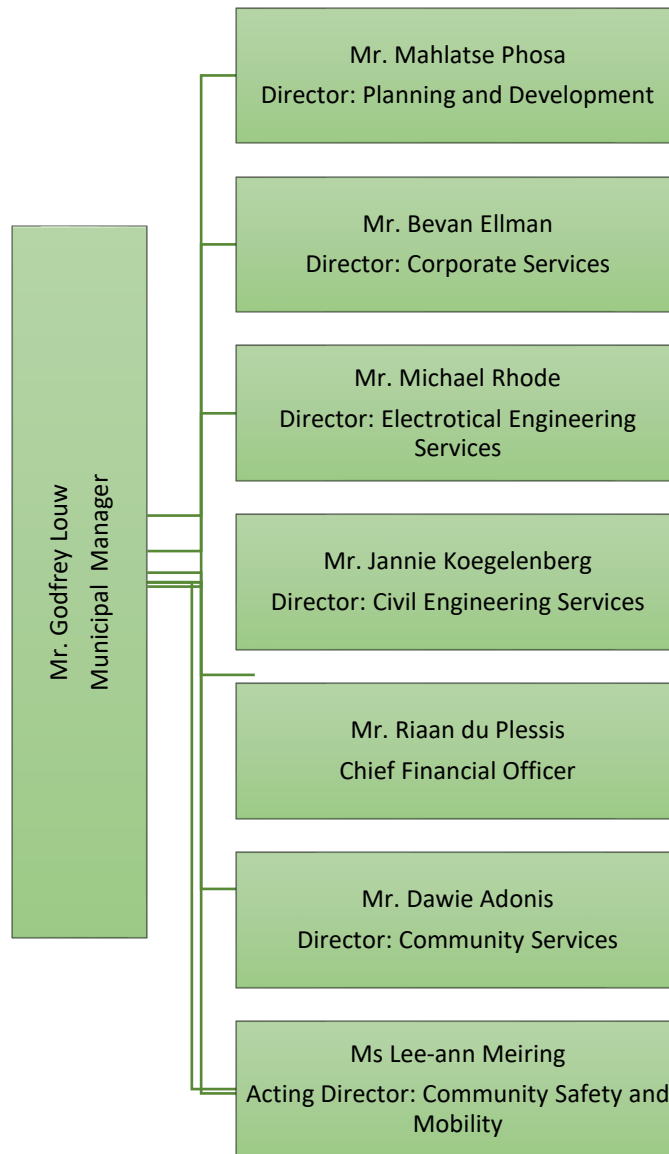 Mr. Godfrey Louw
Municipal Manager
Mr. Mahlatse Phosa
Director: Planning and Development
Mr. Bevan Ellman
Director: Corporate Services
Mr. Michael Rhode
Director: Electrotical Engineering
Services
Mr. Jannie Koegelenberg
Director: Civil Engineering Services
Mr. Riaan du Plessis
Chief Financial Officer
Mr. Dawie Adonis
Director: Community Services
Ms Lee-ann Meiring
Acting Director: Community Safety and
Mobility